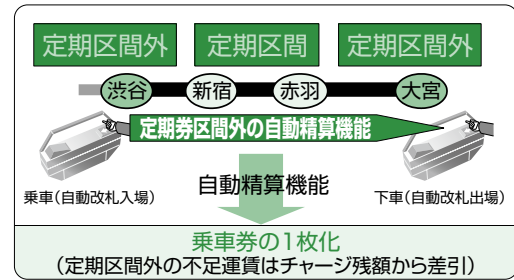 定期区間外 定期区間 定期区間外
渋谷 新宿 赤羽 大宮
定期券区間外の自動精算機能
乗車(自動改札入場) 自動精算機能 下車(自動改札出場)
乗車券の1枚化
(定期区間外の不足運賃はチャージ残額から差引)